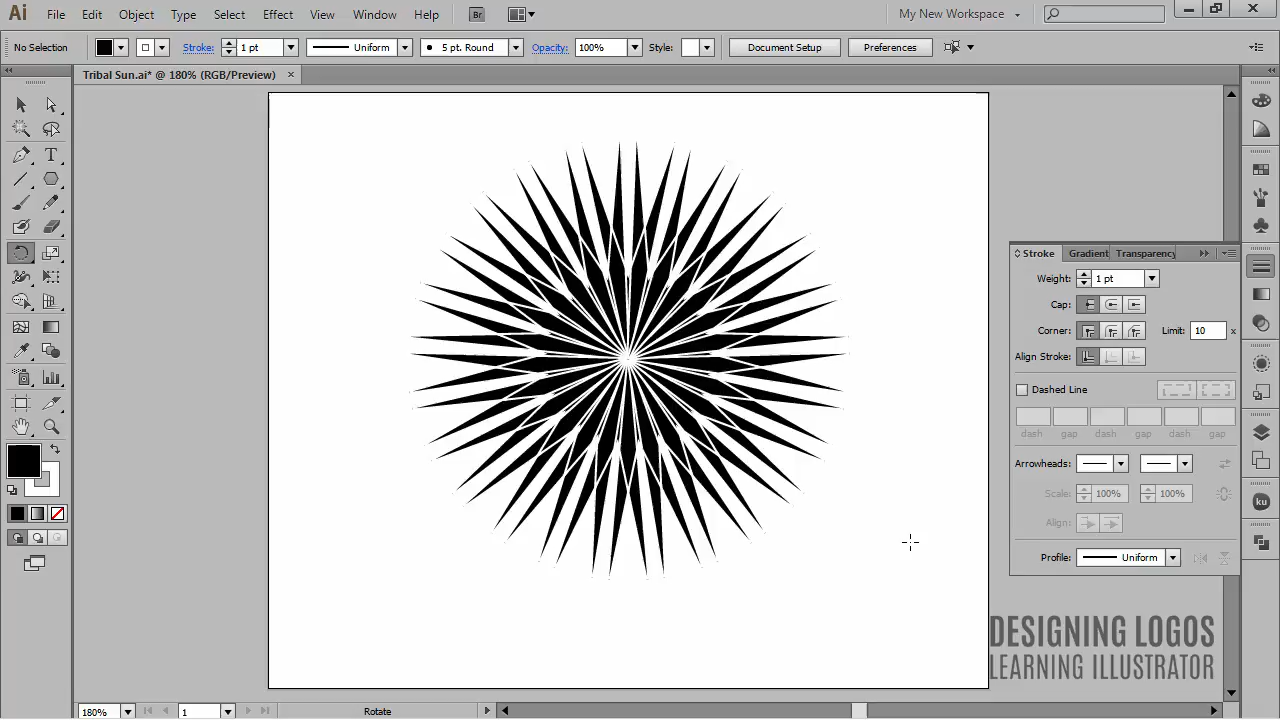 Ai File Edit Object Type Select Effect View Window Help Br My New Workspace
No Selection Stroke: 1 pt Uniform 5 pt. Round Opacity: 100% Style: Document Setup Preferences
Tribal Sun.ai* @ 180% (RGB/Preview) ×
Stroke Gradient Transparency
Weight: 1 pt
Cap:
Corner: Limit: 10 x
Align Stroke:
Dashed Line
dash gap dash gap dash gap
Arrowheads:
Scale: 100% 100%
Align:
Profile: Uniform
ku
T
DESIGNING LOGOS
LEARNING ILLUSTRATOR
180% 1 Rotate